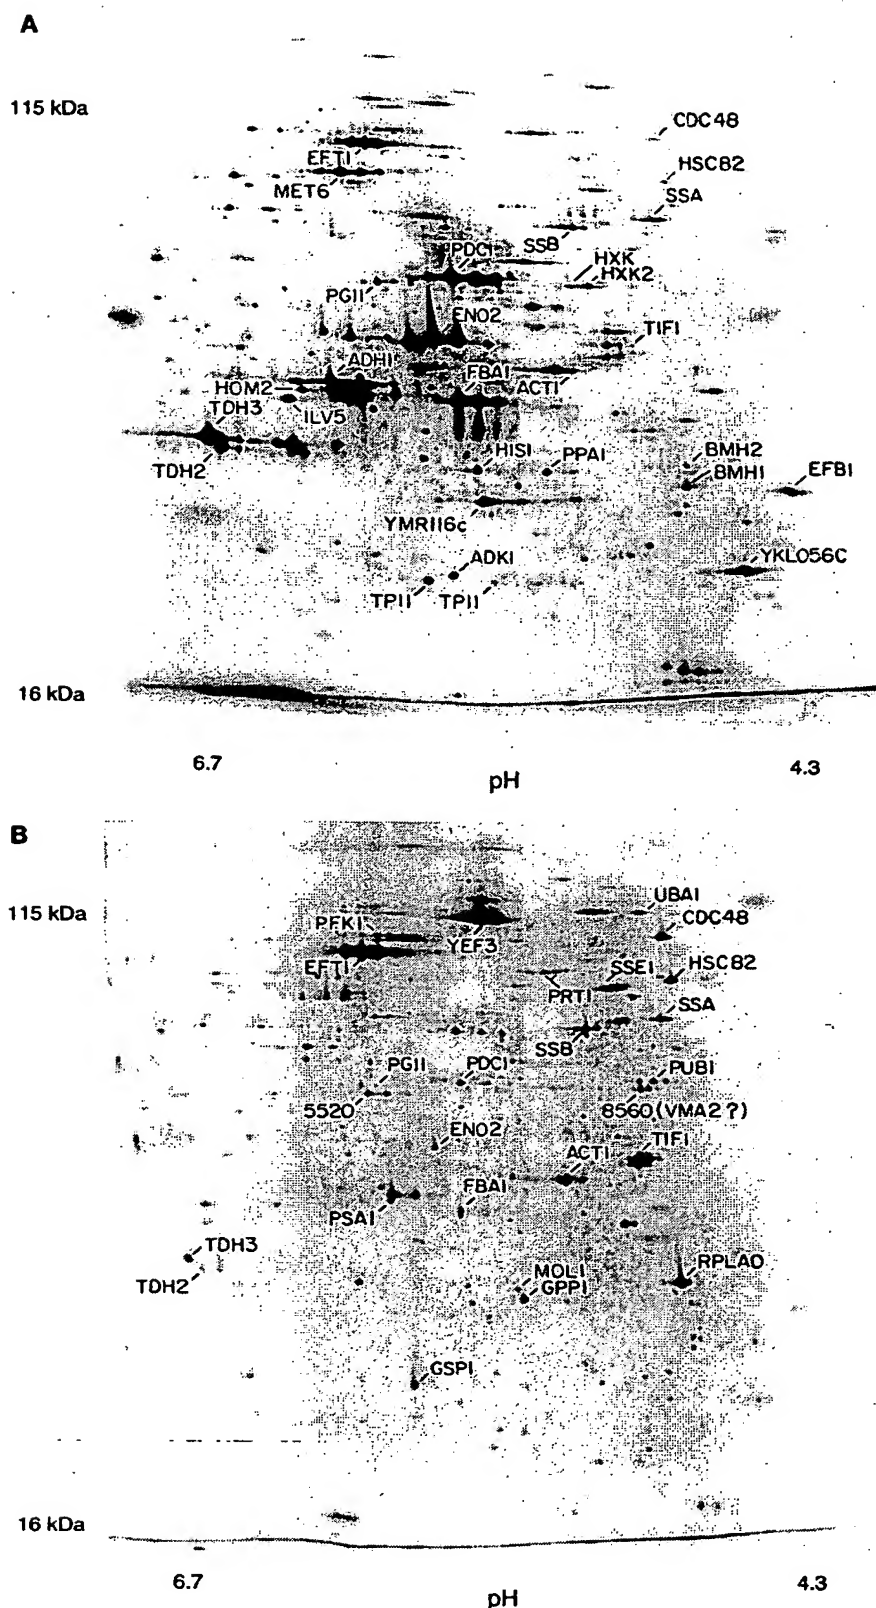 A
115 kDa
CDC48
EFT1
HSC82
MET6
SSA
SSB
PDC1
HXK
HXK2
PGI1
ENO2
TIF1
ADH1
FBA1
ACT1
HOM2
TDH3
ILV5
HIS1
PPA1
BMH2
BMH1
EFB1
TDH2
YMR116c
ADK1
YKL056C
TPI1
TPI1
16 kDa
6.7
pH
4.3
B
115 kDa
UBA1
PFK1
CDC48
YEF3
EFT1
SSE1
HSC82
PRT1
SSA
SSB
PGI1
PDC1
PUB1
5520
8560 (VMA2?)
ENO2
TIF1
ACT1
FBA1
PSA1
TDH3
RPLA0
TDH2
MOL1
GPP1
GSP1
16 kDa
6.7
pH
4.3